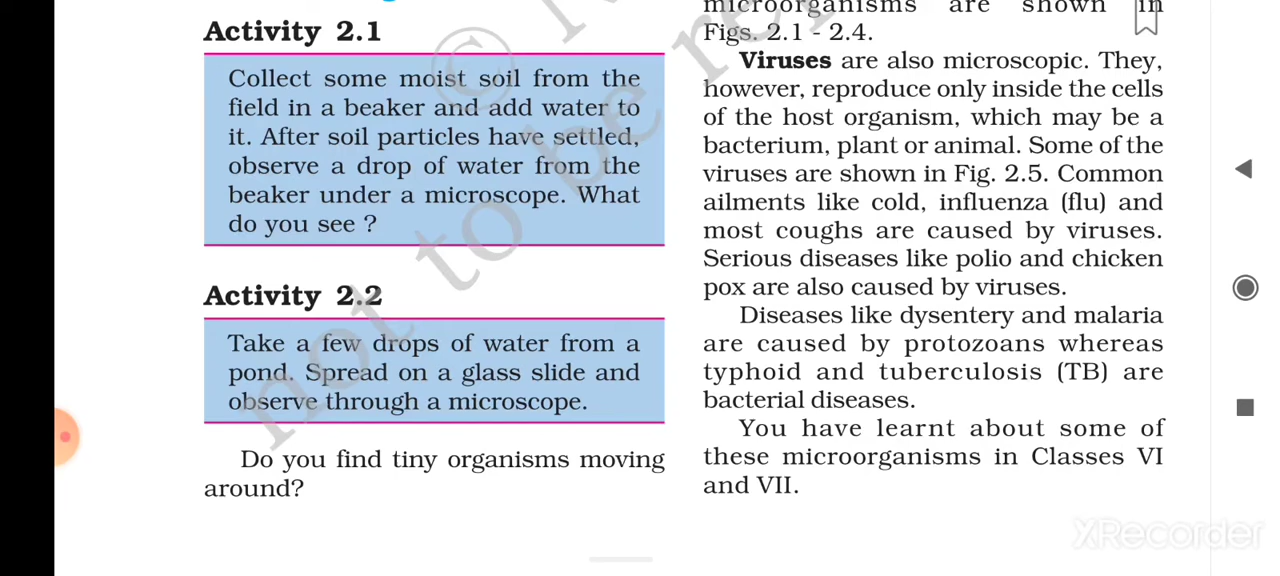 Activity 2.1
Collect some moist soil from the
field in a beaker and add water to
it. After soil particles have settled,
observe a drop of water from the
beaker under a microscope. What
do you see ?
Activity 2.2
Take a few drops of water from a
pond. Spread on a glass slide and
observe through a microscope.
Do you find tiny organisms moving
around?
microorganisms are shown in
Figs. 2.1 - 2.4.
Viruses are also microscopic. They,
however, reproduce only inside the cells
of the host organism, which may be a
bacterium, plant or animal. Some of the
viruses are shown in Fig. 2.5. Common
ailments like cold, influenza (flu) and
most coughs are caused by viruses.
Serious diseases like polio and chicken
pox are also caused by viruses.
Diseases like dysentery and malaria
are caused by protozoans whereas
typhoid and tuberculosis (TB) are
bacterial diseases.
You have learnt about some of
these microorganisms in Classes VI
and VII.
not to be re
XRecorder